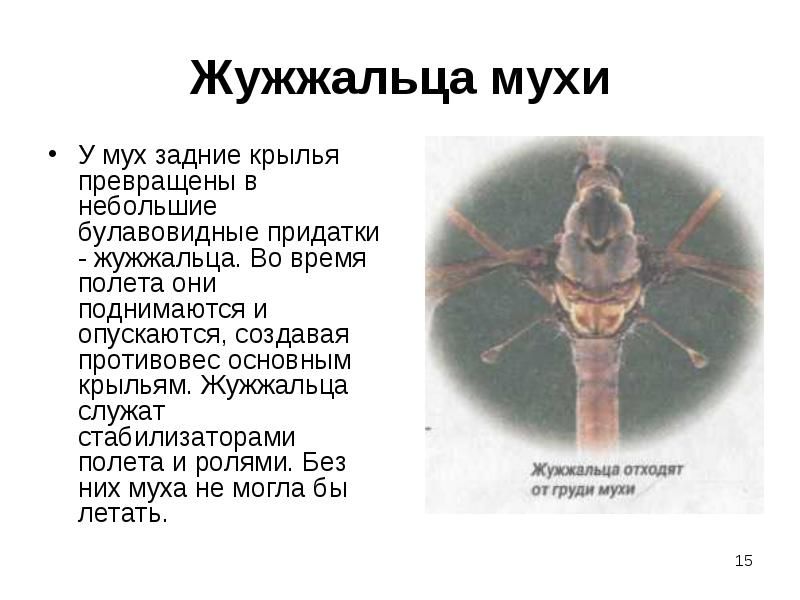 Жужжальца мухи
• У мух задние крылья
превращены в
небольшие
булавовидные придатки
- жужжальца. Во время
полета они
поднимаются и
опускаются, создавая
противовес основным
крыльям. Жужжальца
служат
стабилизаторами
полета и ролями. Без
них муха не могла бы
летать.
Жужжальца отходят
от груди мухи
15